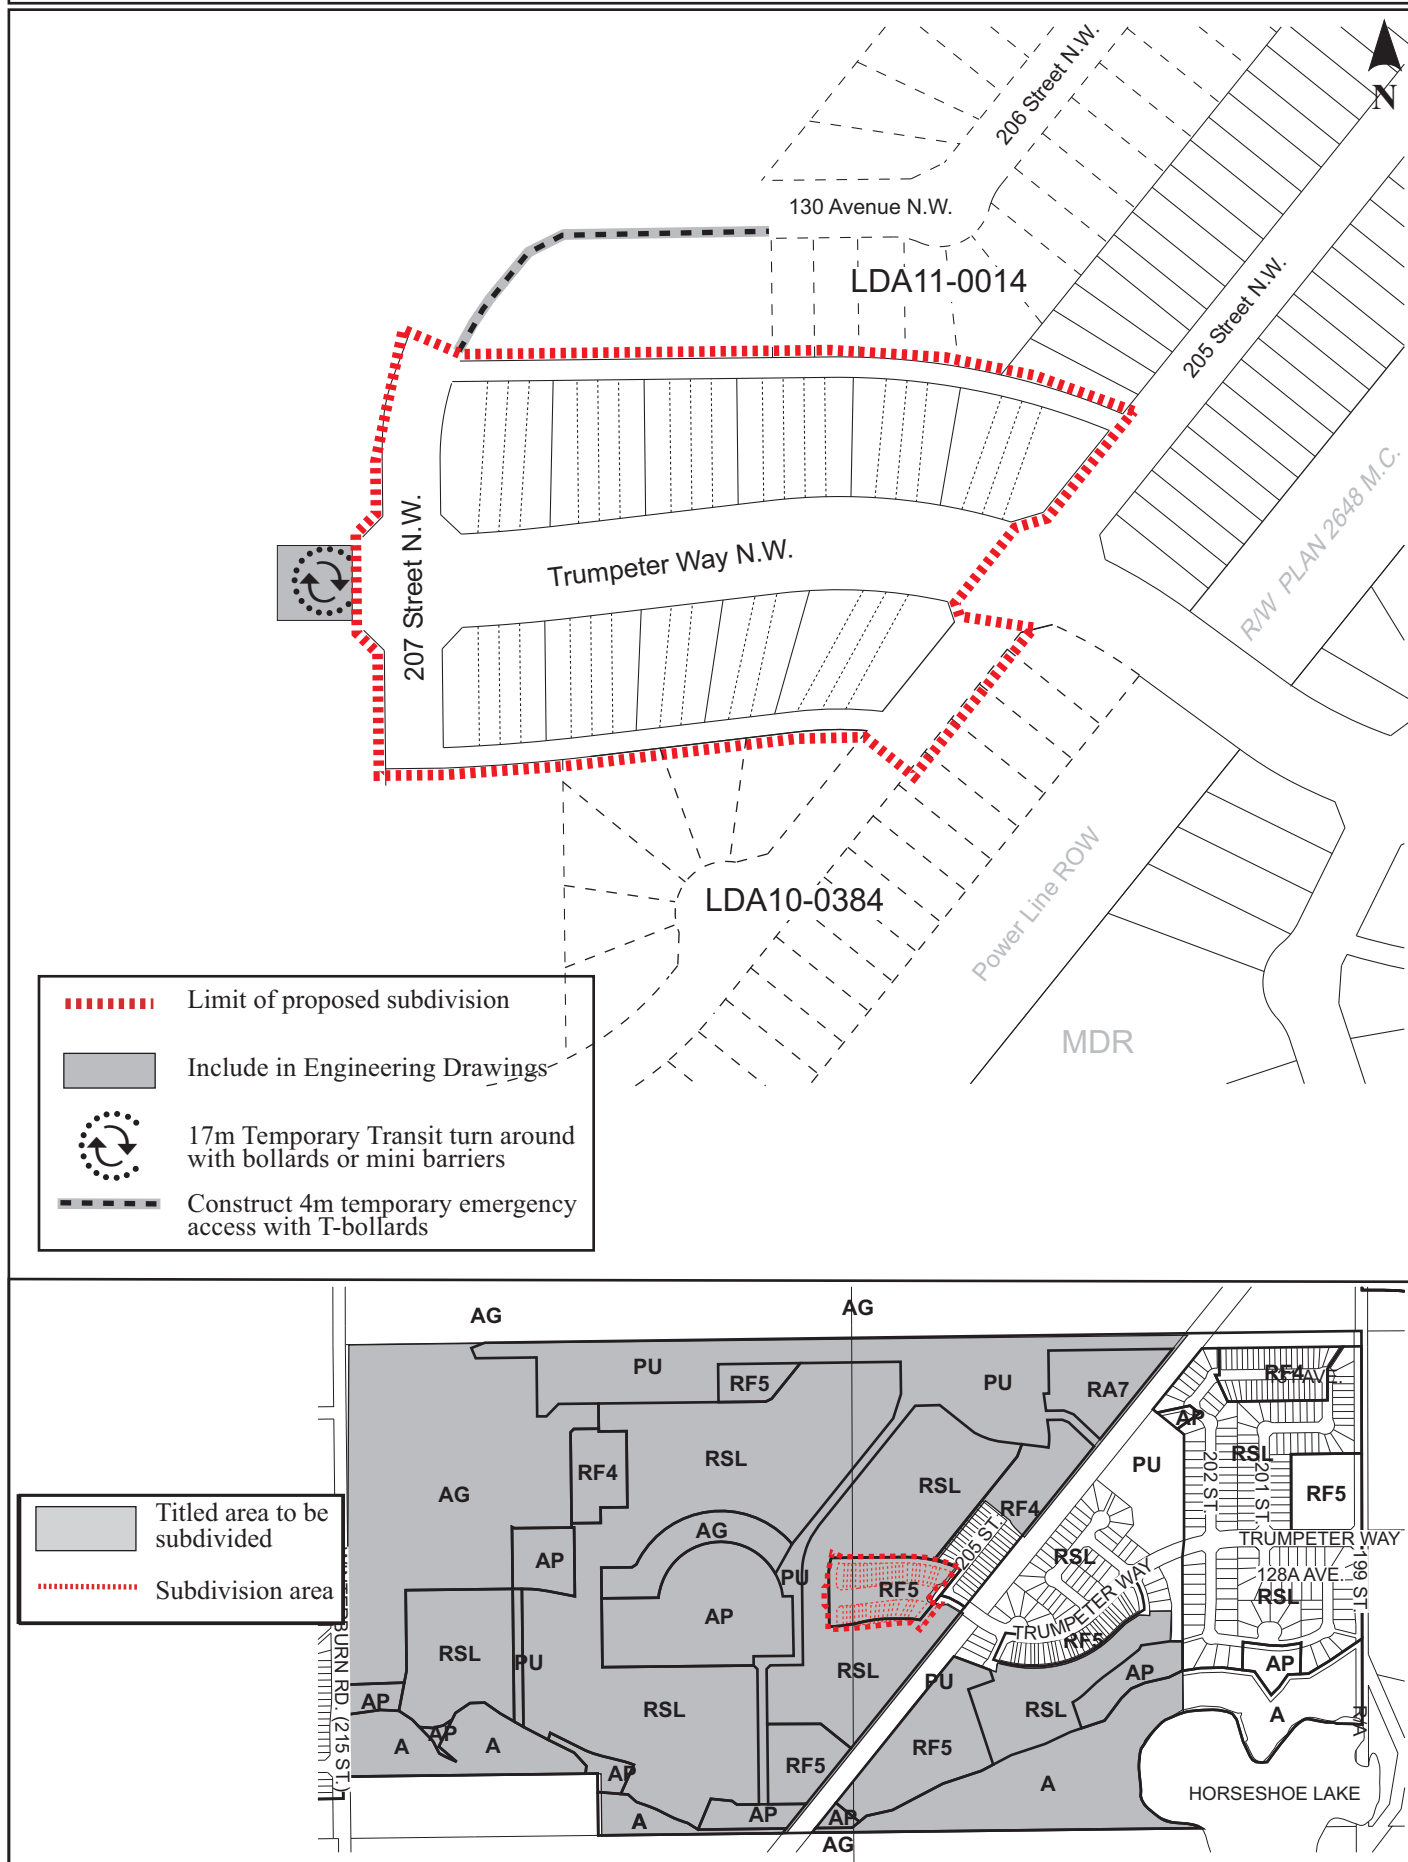 206 Street N.W.
N
130 Avenue N.W.
LDA11-0014
205 Street N.W.
R/W PLAN 2648 M.C.
207 Street N.W.
Trumpeter Way N.W.
Power Line ROW
LDA10-0384
MDR
Limit of proposed subdivision
Include in Engineering Drawings
17m Temporary Transit turn around
with bollards or mini barriers
Construct 4m temporary emergency
access with T-bollards
AG
AG
PU
RF5
PU
RA7
RF4
AP
RSL
RF4
AG
RSL
PU
202 ST.
RSL
201 ST.
RF5
RF4
AG
205 ST.
AP
RSL
TRUMPETER WAY
199 ST.
PU
RF5
128A AVE.
RSL
AP
TRUMPETER WAY
RF5
RSL
PU
RSL
PU
AP
AP
AP
RSL
RSL
A
AP
A
A
RF5
RF5
A
AP
HORSESHOE LAKE
A
AP
AP
AG
BURN RD. (215 ST.)
Titled area to be
subdivided
Subdivision area